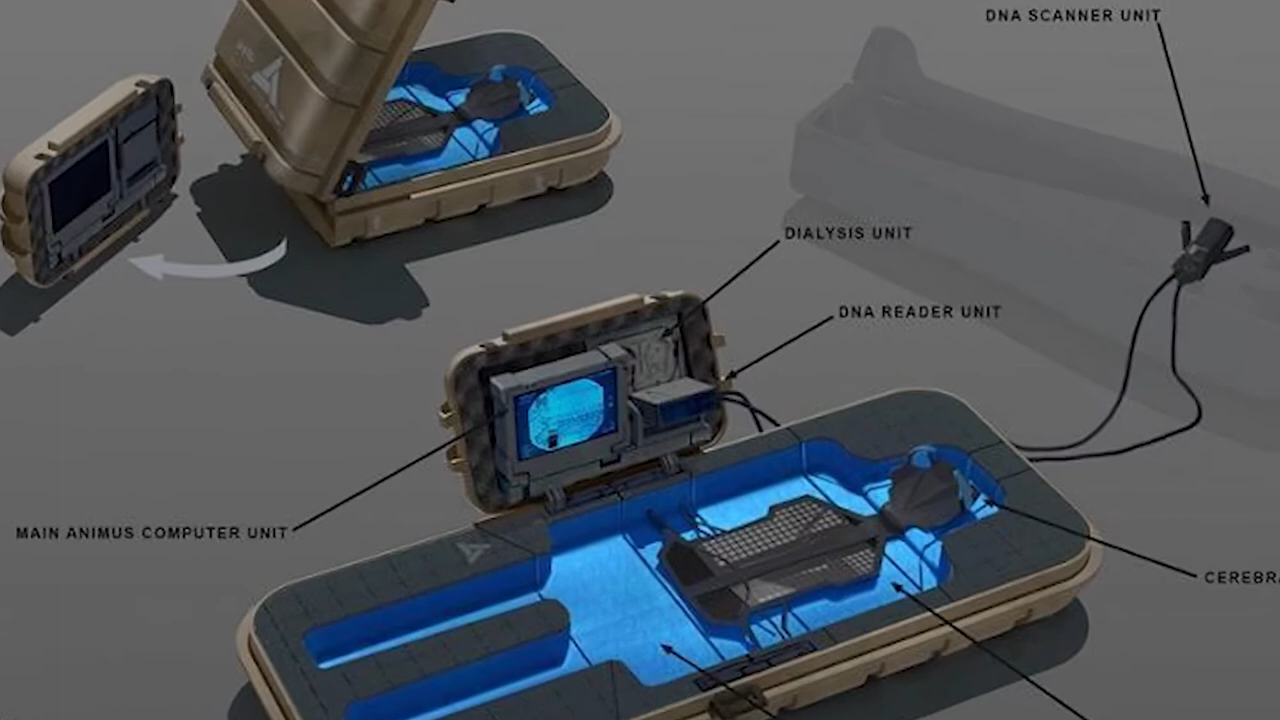 DNA SCANNER UNIT
DIALYSIS UNIT
DNA READER UNIT
MAIN ANIMUS COMPUTER UNIT